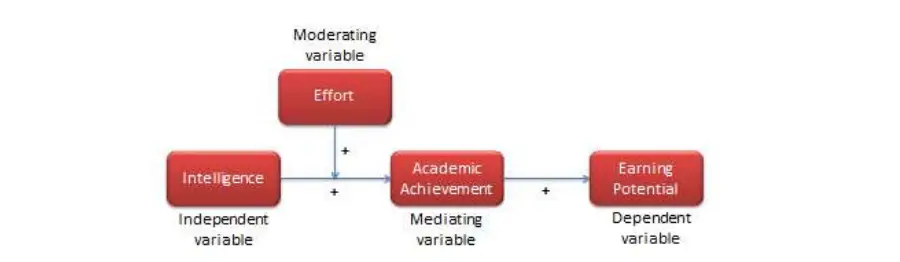 Moderating
variable
Effort
+
Intelligence
+
Academic
Achievement
+
Earning
Potential
Independent
variable
Mediating
variable
Dependent
variable